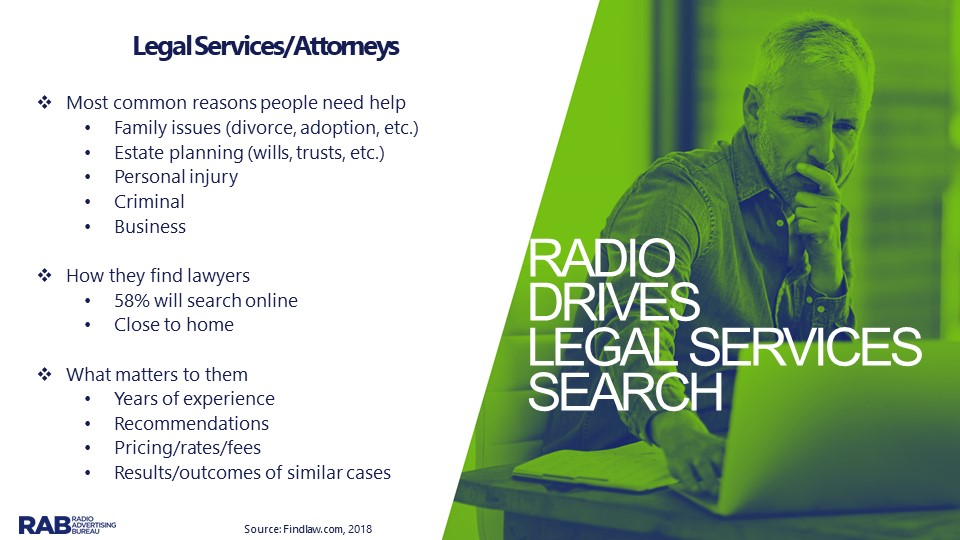 Legal Services/Attorneys
❖ Most common reasons people need help
• Family issues (divorce, adoption, etc.)
• Estate planning (wills, trusts, etc.)
• Personal injury
• Criminal
• Business
❖ How they find lawyers
• 58% will search online
• Close to home
❖ What matters to them
• Years of experience
• Recommendations
• Pricing/rates/fees
• Results/outcomes of similar cases
RADIO
DRIVES
LEGAL SERVICES
SEARCH
RAB RADIO
ADVERTISING
BUREAU
Source: Findlaw.com, 2018